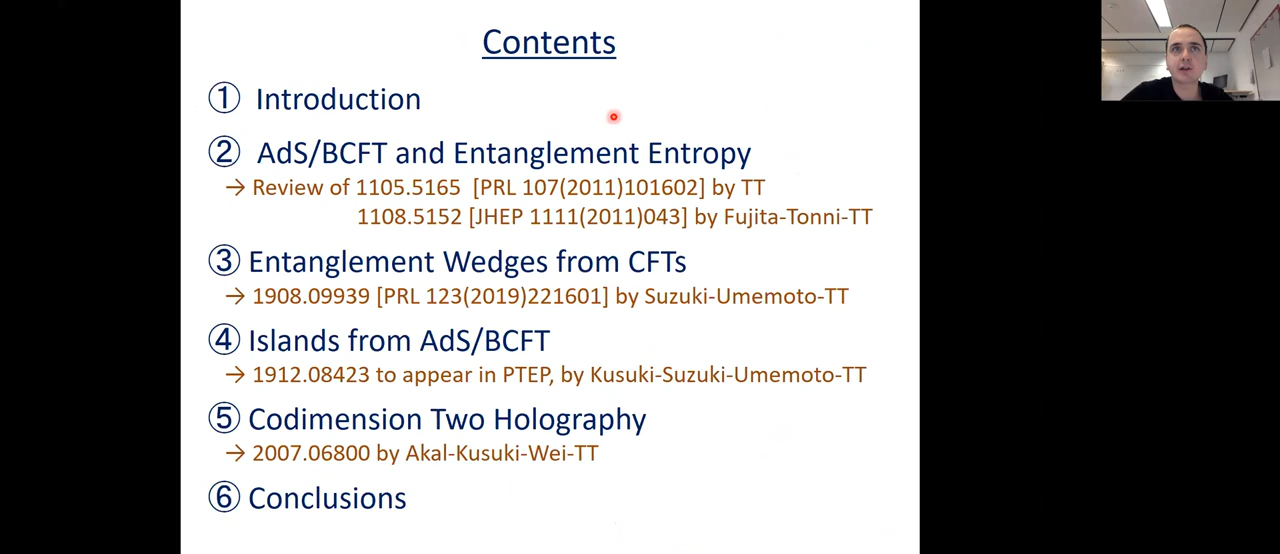 Contents
① Introduction
② AdS/BCFT and Entanglement Entropy
→ Review of 1105.5165 [PRL 107(2011)101602] by TT
1108.5152 [JHEP 1111(2011)043] by Fujita-Tonni-TT
③ Entanglement Wedges from CFTs
→ 1908.09939 [PRL 123(2019)221601] by Suzuki-Umemoto-TT
④ Islands from AdS/BCFT
→ 1912.08423 to appear in PTEP, by Kusuki-Suzuki-Umemoto-TT
⑤ Codimension Two Holography
→ 2007.06800 by Akal-Kusuki-Wei-TT
⑥ Conclusions